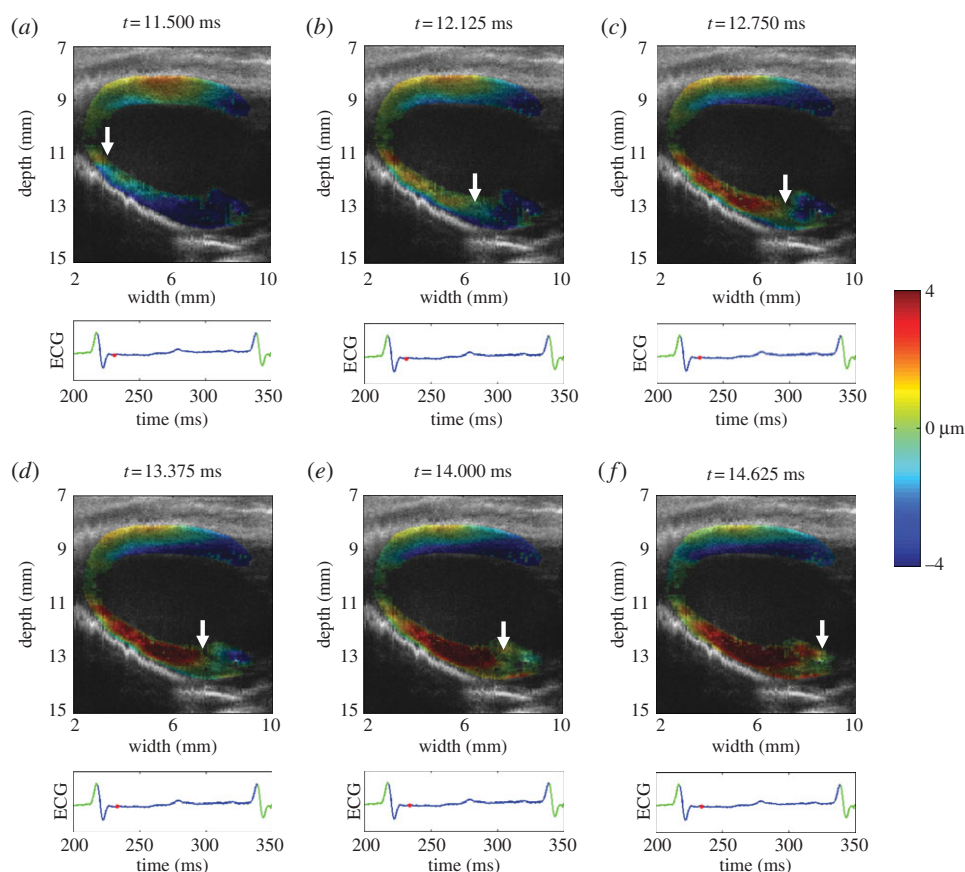 (a) t=11.500 ms (b) t=12.125 ms (c) t=12.750 ms
7 7 7
9 9 9
11 11 11
13 13 13
15 15 15
depth (mm) depth (mm) depth (mm)
2 6 10 2 6 10 2 6 10
width (mm) width (mm) width (mm)
ECG ECG ECG
200 250 300 350 200 250 300 350 200 250 300 350
time (ms) time (ms) time (ms)
4
0 μm
–4
(d) t=13.375 ms (e) t=14.000 ms (f) t=14.625 ms
7 7 7
9 9 9
11 11 11
13 13 13
15 15 15
depth (mm) depth (mm) depth (mm)
2 6 10 2 6 10 2 6 10
width (mm) width (mm) width (mm)
ECG ECG ECG
200 250 300 350 200 250 300 350 200 250 300 350
time (ms) time (ms) time (ms)